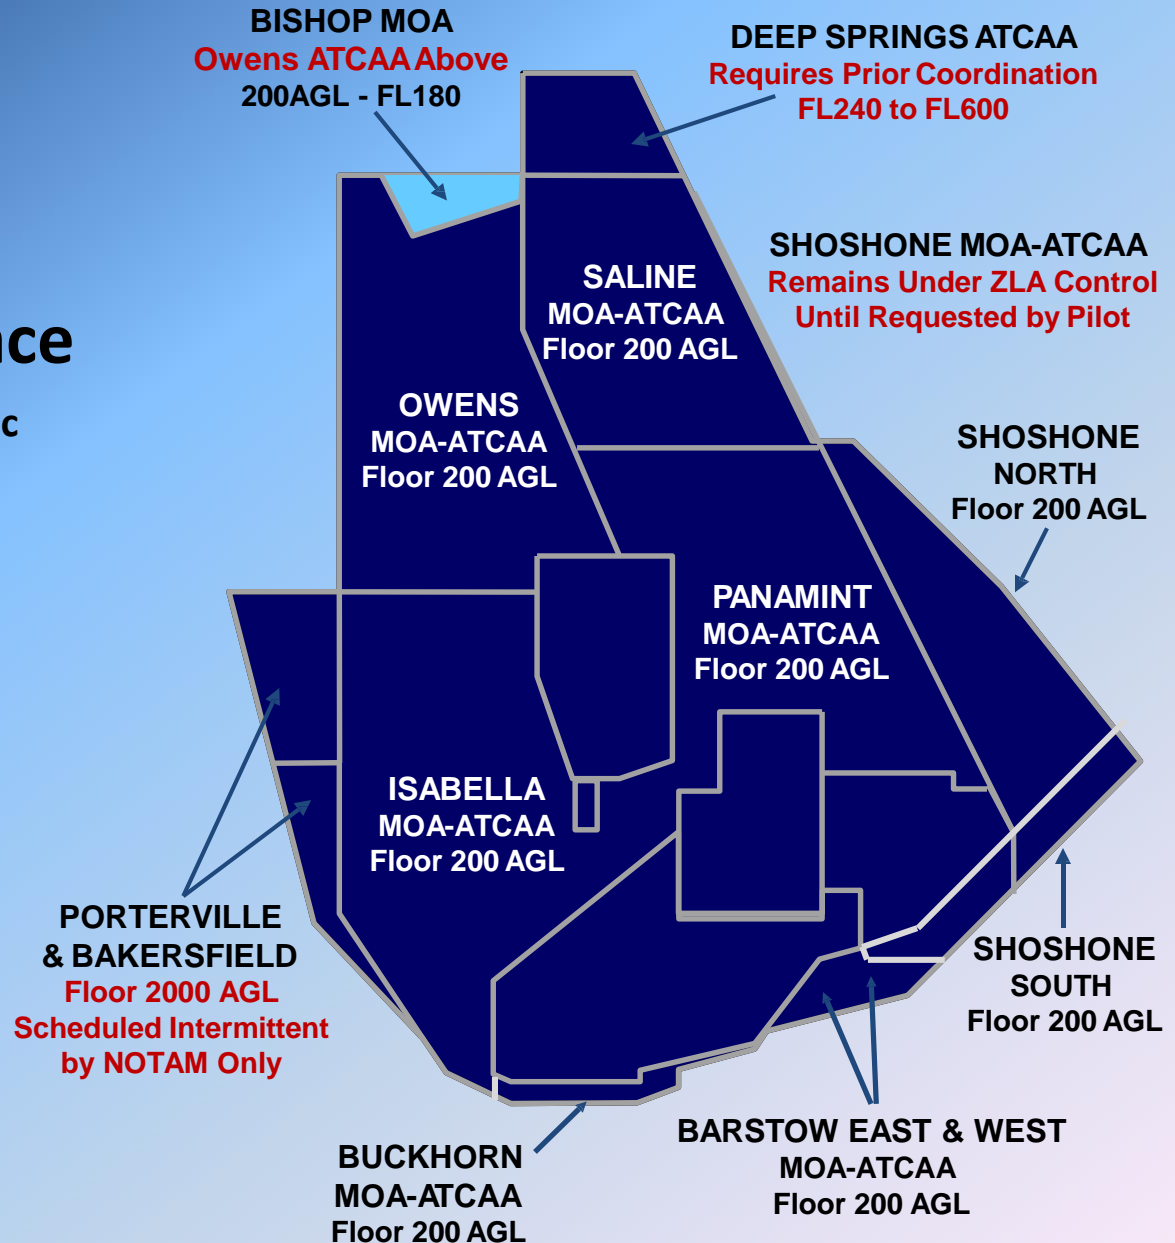 BISHOP MOA
Owens ATCAA Above
200AGL - FL180
DEEP SPRINGS ATCAA
Requires Prior Coordination
FL240 to FL600
SHOSHONE MOA-ATCAA
Remains Under ZLA Control
Until Requested by Pilot
SALINE
MOA-ATCAA
Floor 200 AGL
nce
c
OWENS
MOA-ATCAA
Floor 200 AGL
SHOSHONE
NORTH
Floor 200 AGL
PANAMINT
MOA-ATCAA
Floor 200 AGL
ISABELLA
MOA-ATCAA
Floor 200 AGL
PORTERVILLE
& BAKERSFIELD
Floor 2000 AGL
Scheduled Intermittent
by NOTAM Only
SHOSHONE
SOUTH
Floor 200 AGL
BUCKHORN
MOA-ATCAA
Floor 200 AGL
BARSTOW EAST & WEST
MOA-ATCAA
Floor 200 AGL